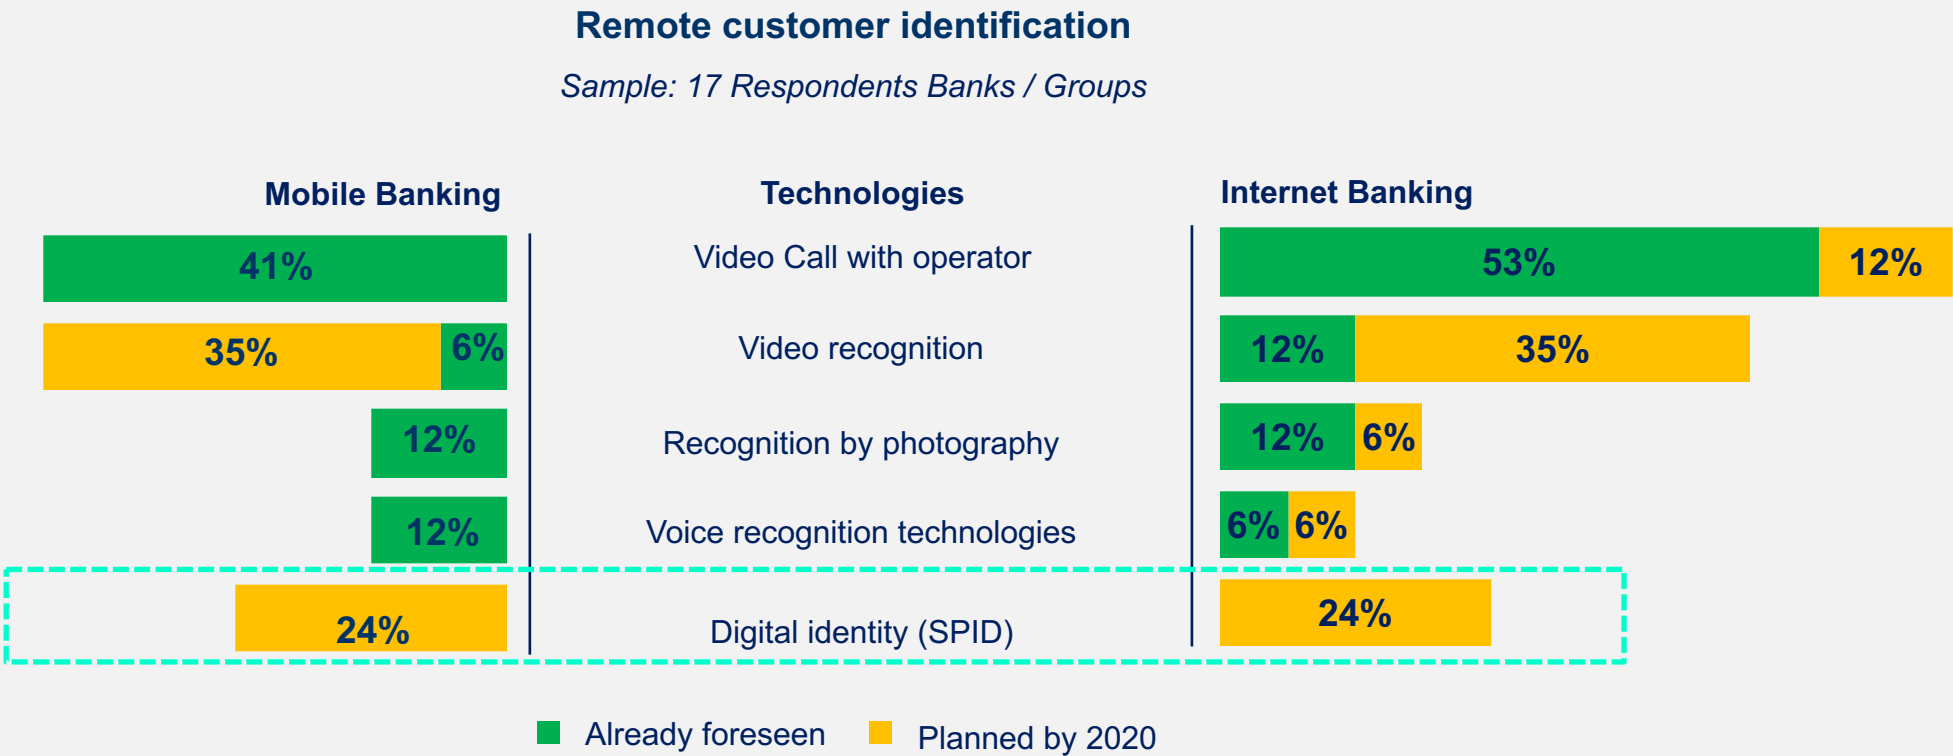 Remote customer identification
Sample: 17 Respondents Banks / Groups
Mobile Banking Technologies Internet Banking
41% Video Call with operator 53% 12%
35% 6% Video recognition 12% 35%
12% Recognition by photography 12% 6%
12% Voice recognition technologies 6% 6%
24% Digital identity (SPID) 24%
Already foreseen Planned by 2020